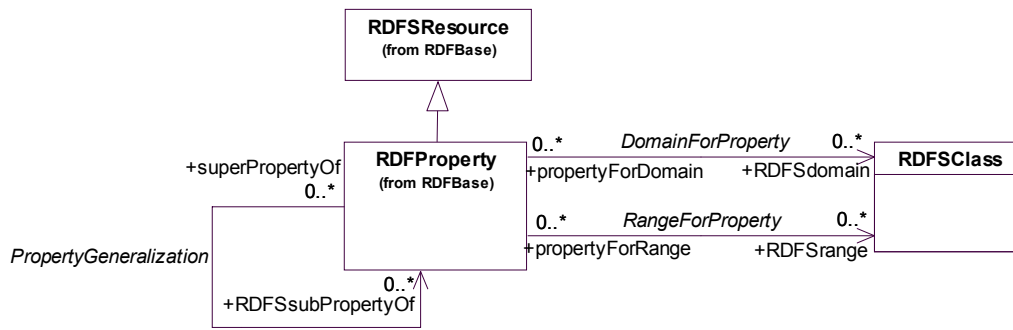 RDFSResource
(from RDFBase)
0..*
DomainForProperty
0..*
RDFProperty
(from RDFBase)
+superPropertyOf
0..*
+propertyForDomain
+RDFSdomain
RDFSClass
0..*
RangeForProperty
0..*
+propertyForRange
+RDFSrange
PropertyGeneralization
0..*
+RDFSsubPropertyOf